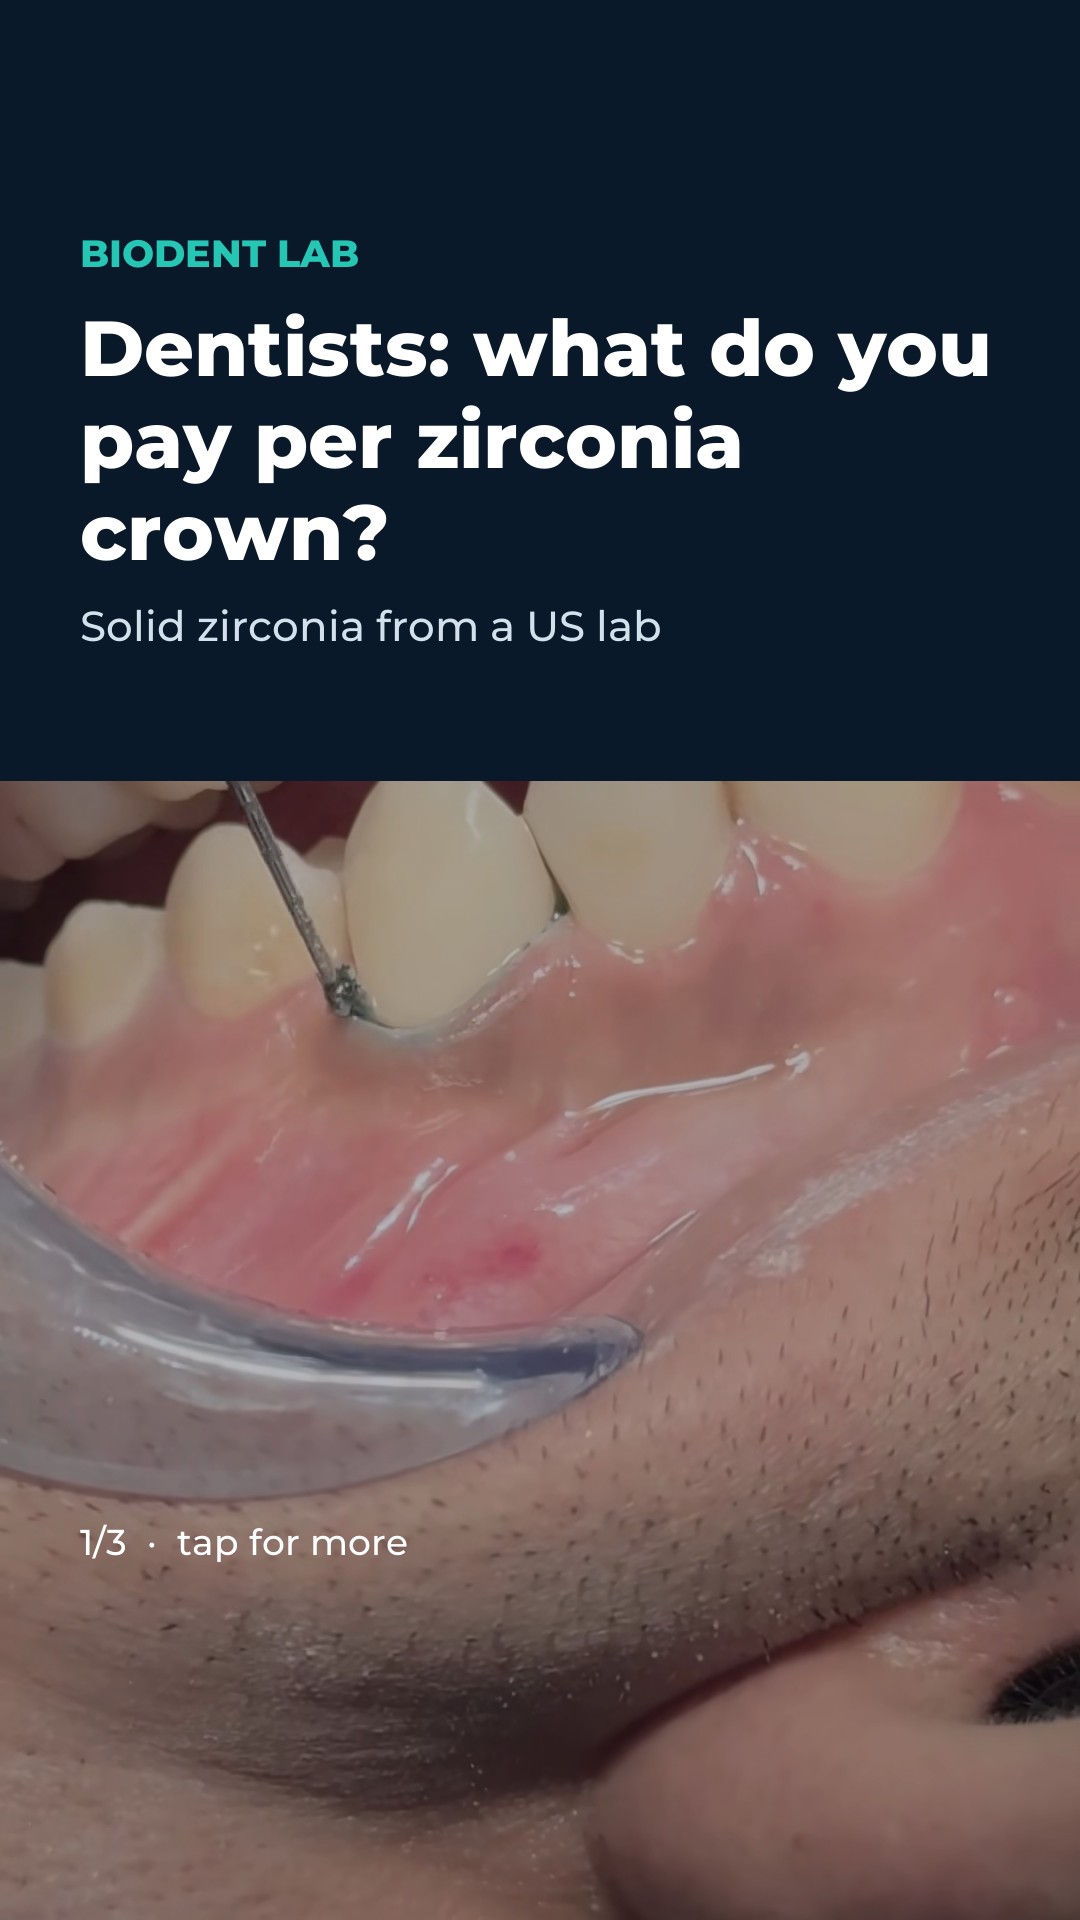 BIODENT LAB
Dentists: what do you
pay per zirconia
crown?
Solid zirconia from a US lab
1/3 · tap for more